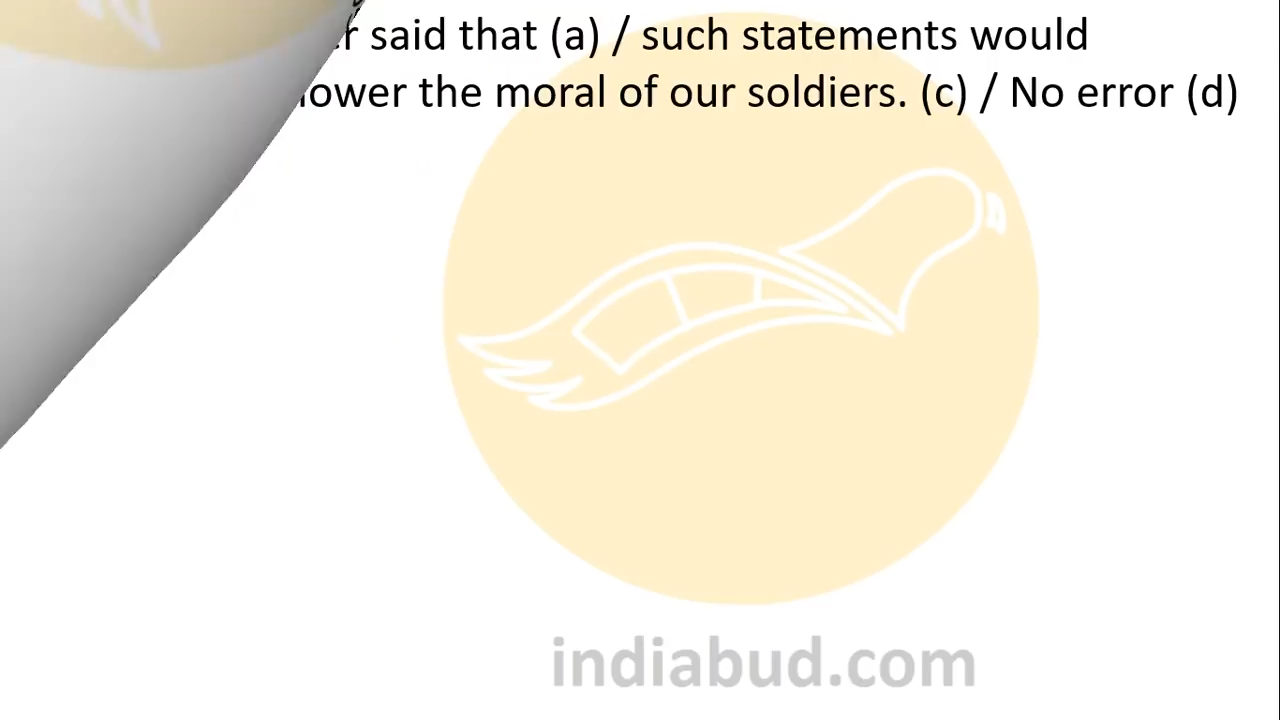 said that (a) / such statements would
lower the moral of our soldiers. (c) / No error (d)
indiabud.com